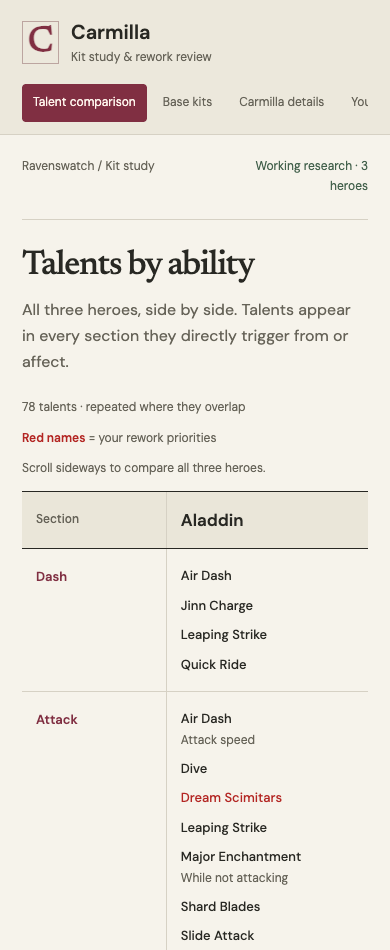 C
Carmilla
Kit study & rework review
Talent comparison
Base kits
Carmilla details
Ravenswatch / Kit study
Working research · 3
heroes
Talents by ability
All three heroes, side by side. Talents appear
in every section they directly trigger from or
affect.
78 talents · repeated where they overlap
Red names = your rework priorities
Scroll sideways to compare all three heroes.
Section
Aladdin
Dash
Air Dash
Jinn Charge
Leaping Strike
Quick Ride
Attack
Air Dash
Attack speed
Dive
Dream Scimitars
Leaping Strike
Major Enchantment
While not attacking
Shard Blades
Slide Attack